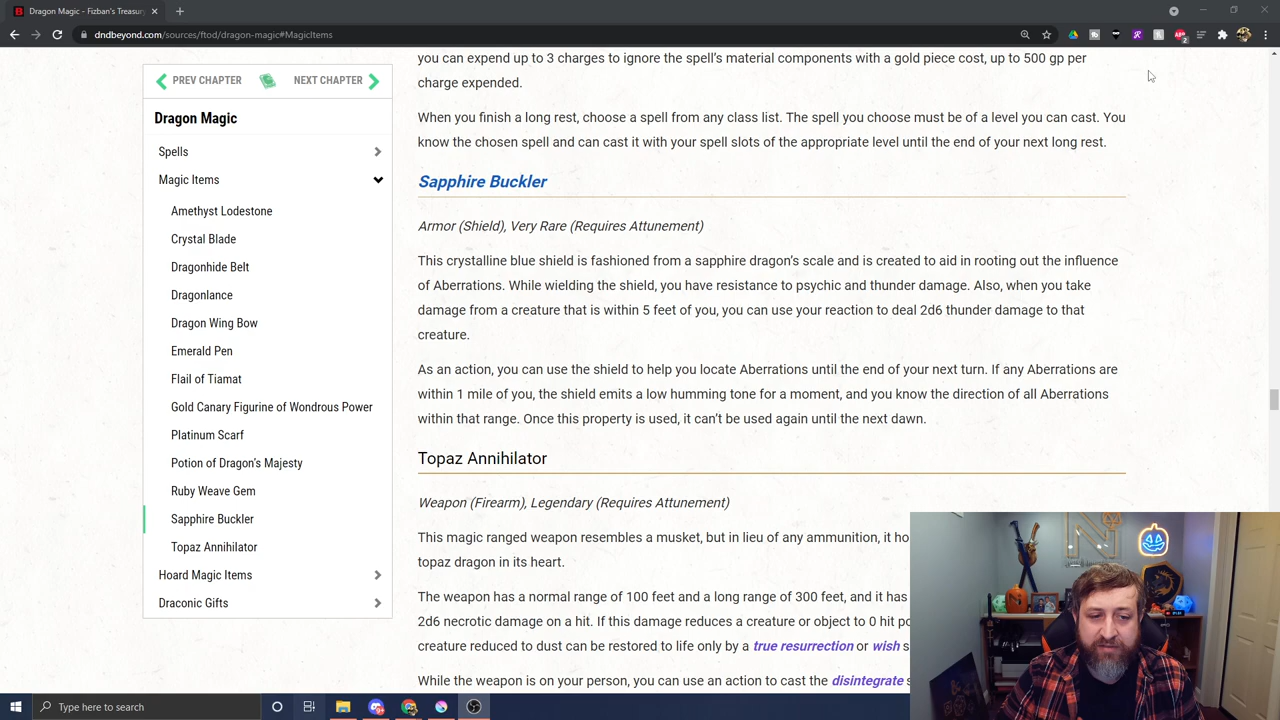 Dragon Magic - Fizban's Treasury
dndbeyond.com/sources/ftod/dragon-magic#MagicItems
PREV CHAPTER
NEXT CHAPTER
Dragon Magic
Spells
Magic Items
Amethyst Lodestone
Crystal Blade
Dragonhide Belt
Dragonlance
Dragon Wing Bow
Emerald Pen
Flail of Tiamat
Gold Canary Figurine of Wondrous Power
Platinum Scarf
Potion of Dragon's Majesty
Ruby Weave Gem
Sapphire Buckler
Topaz Annihilator
Hoard Magic Items
Draconic Gifts
you can expend up to 3 charges to ignore the spell's material components with a gold piece cost, up to 500 gp per
charge expended.
When you finish a long rest, choose a spell from any class list. The spell you choose must be of a level you can cast. You
know the chosen spell and can cast it with your spell slots of the appropriate level until the end of your next long rest.
Sapphire Buckler
Armor (Shield), Very Rare (Requires Attunement)
This crystalline blue shield is fashioned from a sapphire dragon's scale and is created to aid in rooting out the influence
of Aberrations. While wielding the shield, you have resistance to psychic and thunder damage. Also, when you take
damage from a creature that is within 5 feet of you, you can use your reaction to deal 2d6 thunder damage to that
creature.
As an action, you can use the shield to help you locate Aberrations until the end of your next turn. If any Aberrations are
within 1 mile of you, the shield emits a low humming tone for a moment, and you know the direction of all Aberrations
within that range. Once this property is used, it can't be used again until the next dawn.
Topaz Annihilator
Weapon (Firearm), Legendary (Requires Attunement)
This magic ranged weapon resembles a musket, but in lieu of any ammunition, it ho
topaz dragon in its heart.
The weapon has a normal range of 100 feet and a long range of 300 feet, and it has
2d6 necrotic damage on a hit. If this damage reduces a creature or object to 0 hit po
creature reduced to dust can be restored to life only by a true resurrection or wish s
While the weapon is on your person, you can use an action to cast the disintegrate s
Type here to search